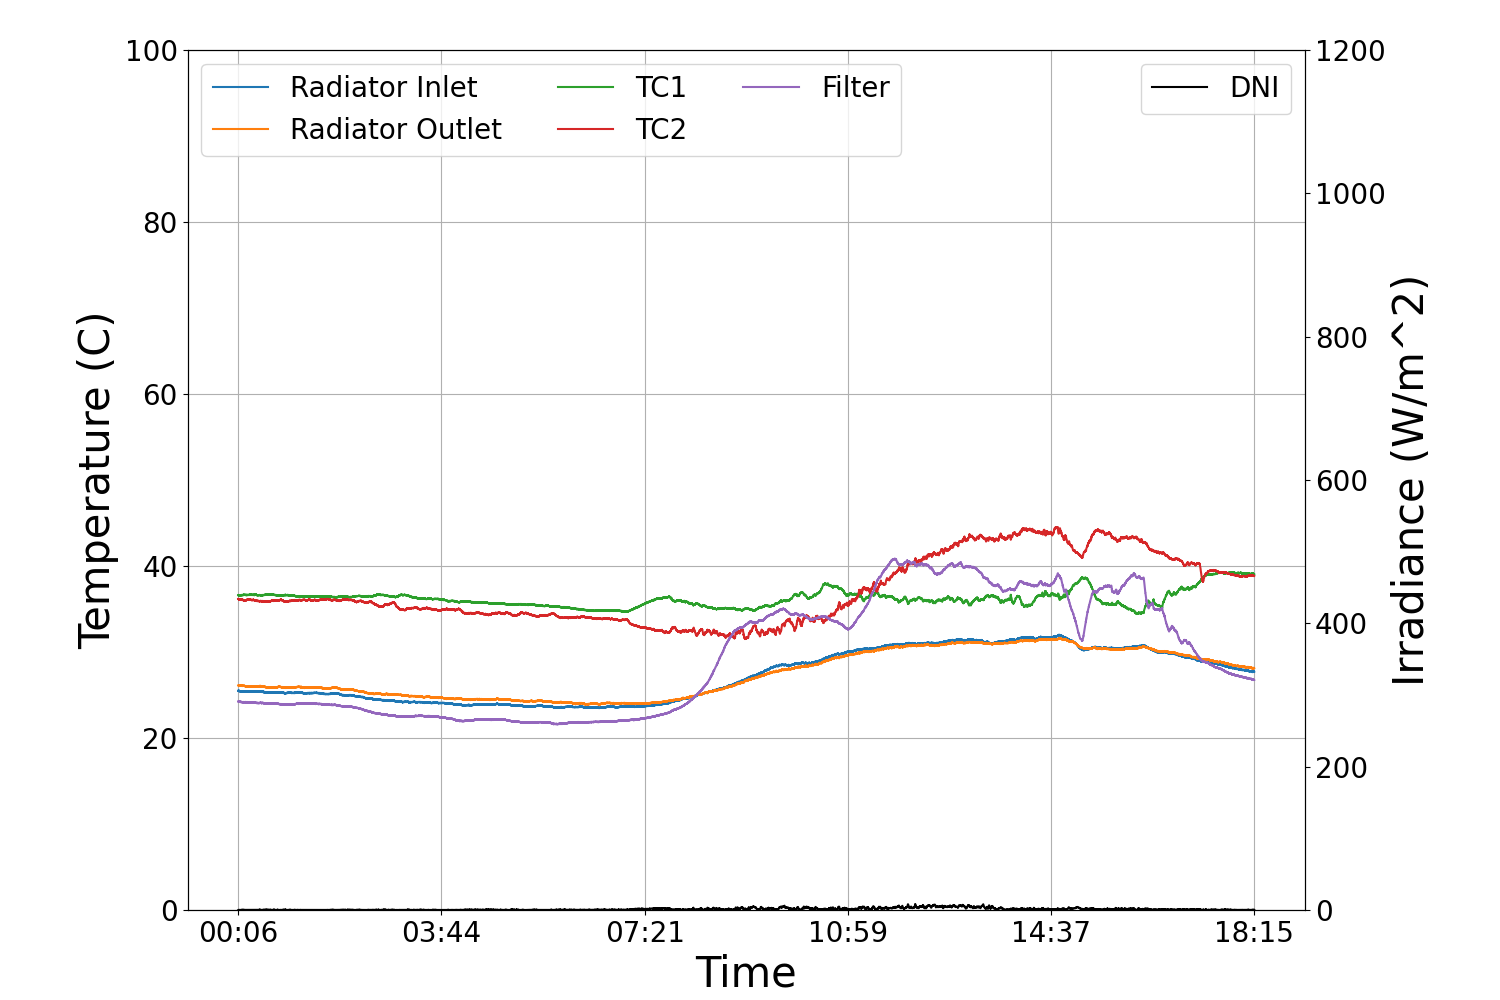 Radiator Inlet
Radiator Outlet
TC1
TC2
Filter
DNI
Temperature (C)
100
80
60
40
20
0
1200
1000
800
600
400
200
0
Irradiance (W/m^2)
00:06 03:44 07:21 10:59 14:37 18:15
Time